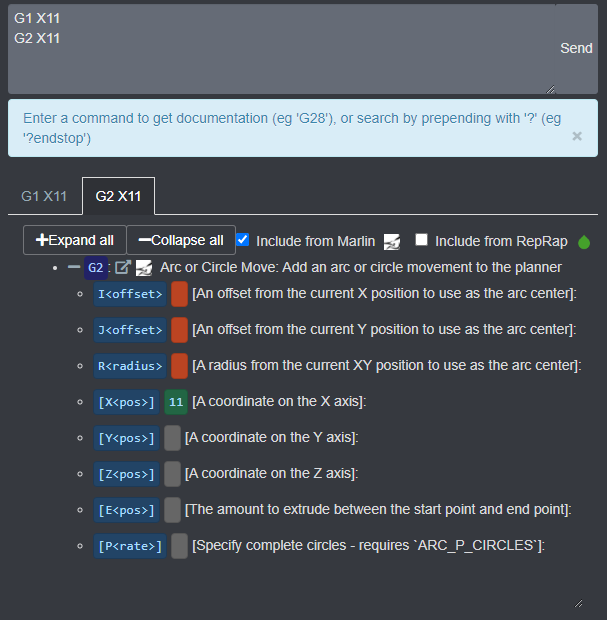 G1 X11
G2 X11
Send
Enter a command to get documentation (eg 'G28'), or search by prepending with '?' (eg
'?endstop')
×
G1 X11 G2 X11
Expand all Collapse all Include from Marlin Include from RepRap
G2: Arc or Circle Move: Add an arc or circle movement to the planner
I<offset> [An offset from the current X position to use as the arc center]:
J<offset> [An offset from the current Y position to use as the arc center]:
R<radius> [A radius from the current XY position to use as the arc center]:
[X<pos>] 11 [A coordinate on the X axis]:
[Y<pos>] [A coordinate on the Y axis]:
[Z<pos>] [A coordinate on the Z axis]:
[E<pos>] [The amount to extrude between the start point and end point]:
[P<rate>] [Specify complete circles - requires `ARC_P_CIRCLES`]: